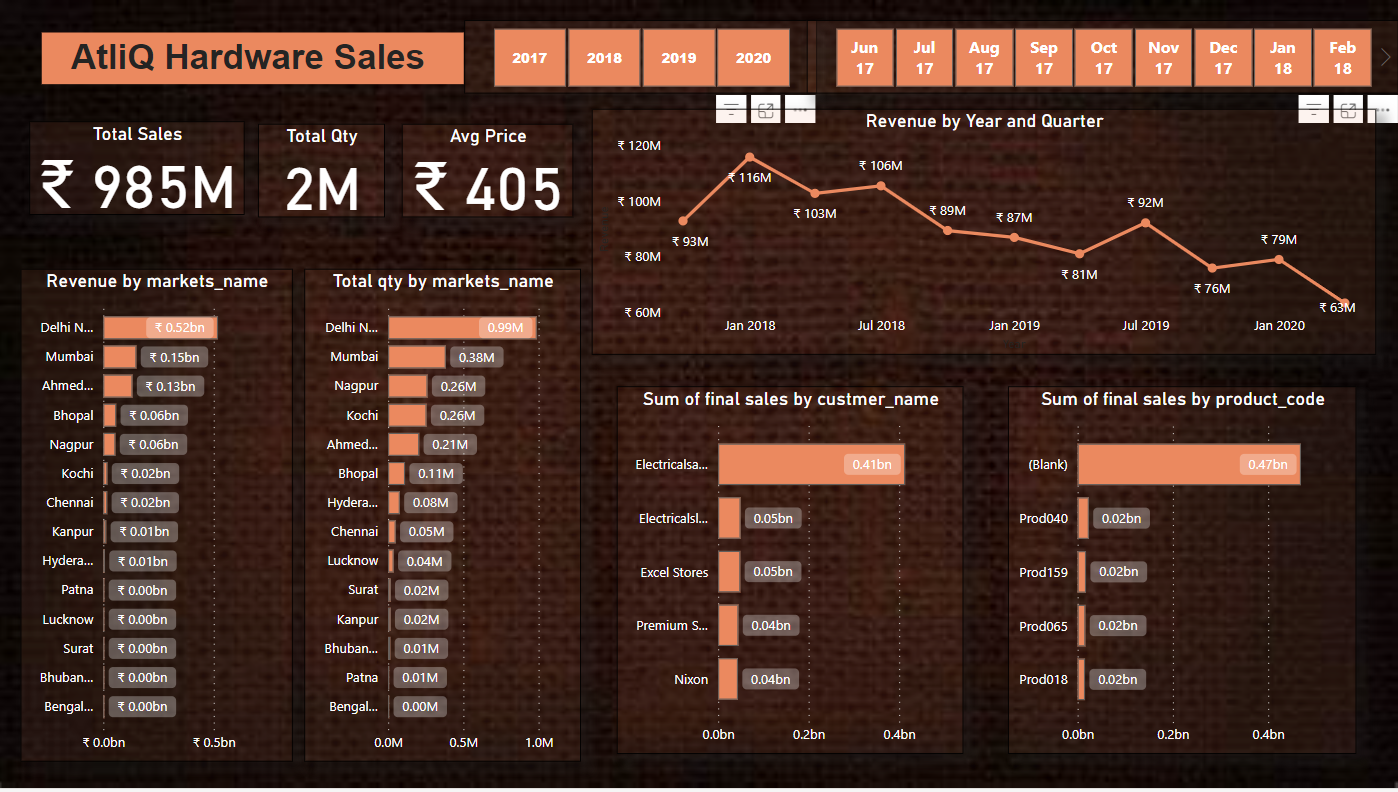 AtliQ Hardware Sales
2017
2018
2019
2020
Jun
17
Jul
17
Aug
17
Sep
17
Oct
17
Nov
17
Dec
17
Jan
18
Feb
18
Total Sales
₹ 985M
Total Qty
2M
Avg Price
₹ 405
Revenue by Year and Quarter
₹ 120M
₹ 100M
₹ 80M
₹ 60M
₹ 93M
₹ 116M
₹ 103M
₹ 106M
₹ 89M
₹ 87M
₹ 81M
₹ 92M
₹ 76M
₹ 79M
₹ 63M
Jan 2018
Jul 2018
Jan 2019
Jul 2019
Jan 2020
Revenue by markets_name
Delhi N... ₹ 0.52bn
Mumbai ₹ 0.15bn
Ahmed... ₹ 0.13bn
Bhopal ₹ 0.06bn
Nagpur ₹ 0.06bn
Kochi ₹ 0.02bn
Chennai ₹ 0.02bn
Kanpur ₹ 0.01bn
Hydera... ₹ 0.01bn
Patna ₹ 0.00bn
Lucknow ₹ 0.00bn
Surat ₹ 0.00bn
Bhuban... ₹ 0.00bn
Bengal... ₹ 0.00bn
₹ 0.0bn ₹ 0.5bn
Total qty by markets_name
Delhi N... 0.99M
Mumbai 0.38M
Nagpur 0.26M
Kochi 0.26M
Ahmed... 0.21M
Bhopal 0.11M
Hydera... 0.08M
Chennai 0.05M
Lucknow 0.04M
Surat 0.02M
Kanpur 0.02M
Bhuban... 0.01M
Patna 0.01M
Bengal... 0.00M
0.0M 0.5M 1.0M
Sum of final sales by custmer_name
Electricalsa... 0.41bn
Electricalsl... 0.05bn
Excel Stores 0.05bn
Premium S... 0.04bn
Nixon 0.04bn
0.0bn 0.2bn 0.4bn
Sum of final sales by product_code
(Blank) 0.47bn
Prod040 0.02bn
Prod159 0.02bn
Prod065 0.02bn
Prod018 0.02bn
0.0bn 0.2bn 0.4bn